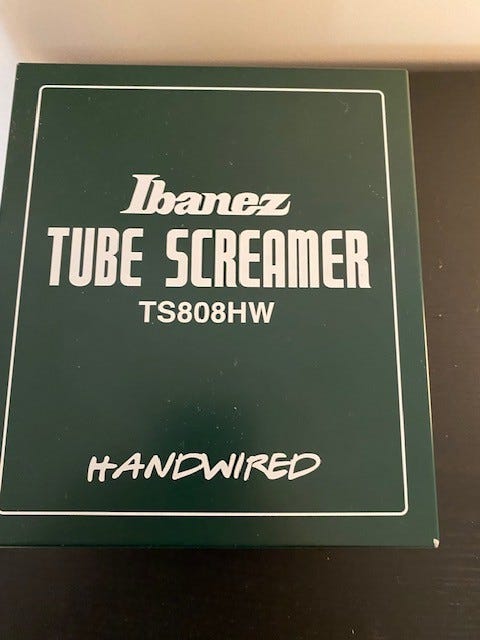 Ibanez
TUBE SCREAMER
TS808HW
HANDWIRED